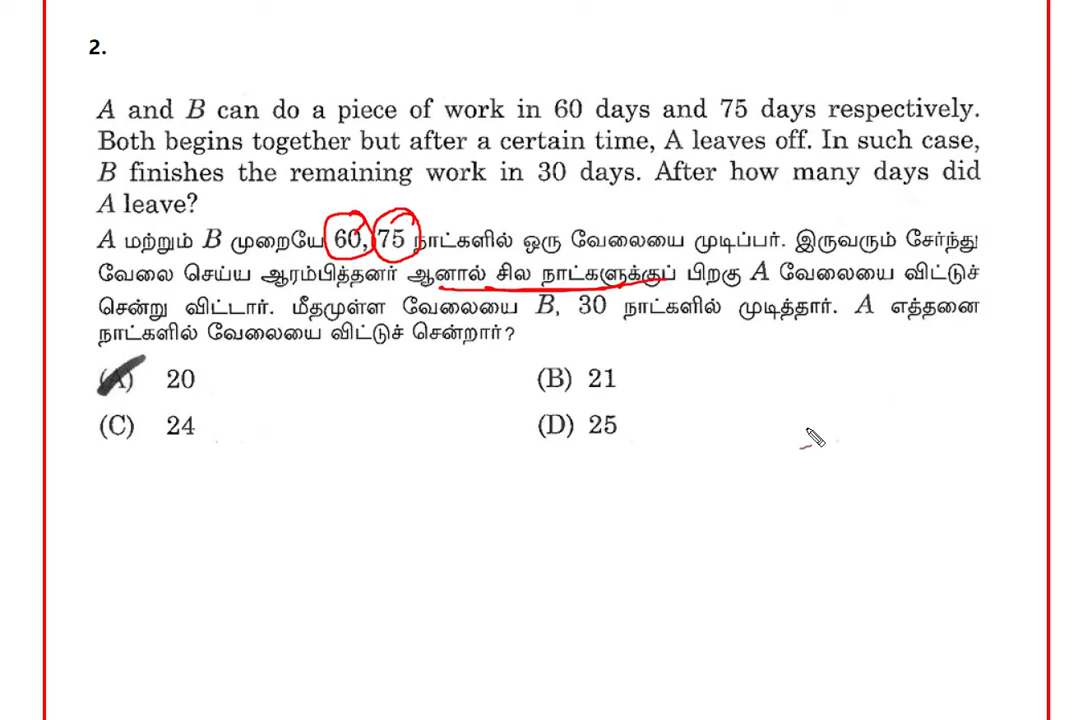 2.
A and B can do a piece of work in 60 days and 75 days respectively.
Both begins together but after a certain time, A leaves off. In such case,
B finishes the remaining work in 30 days. After how many days did
A leave?
A மற்றும் B முறையே 60, 75 நாட்களில் ஒரு வேலையை முடிப்பர். இருவரும் சேர்ந்து
வேலை செய்ய ஆரம்பித்தனர் ஆனால் சில நாட்களுக்குப் பிறகு A வேலையை விட்டுச்
சென்று விட்டார். மீதமுள்ள வேலையை B, 30 நாட்களில் முடித்தார். A எத்தனை
நாட்களில் வேலையை விட்டுச் சென்றார்?
(A) 20 (B) 21
(C) 24 (D) 25